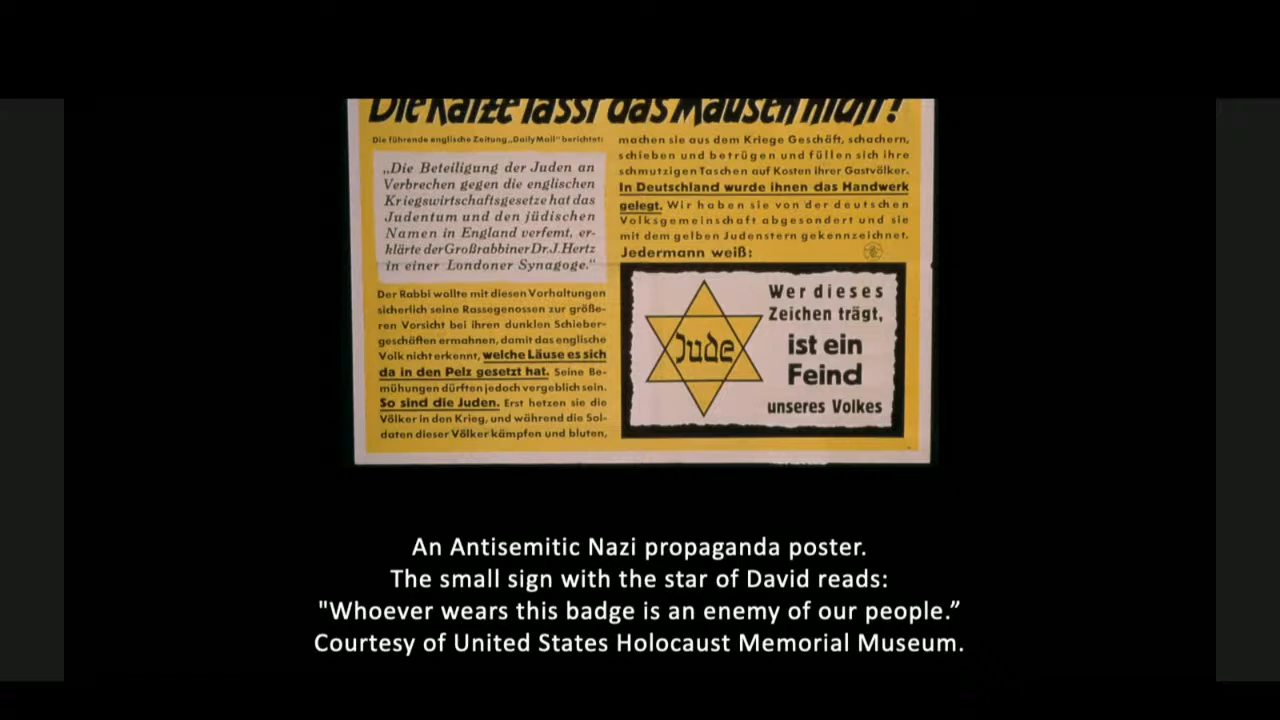 Die Katze lässt das Mausen nicht!
Die führende englische Zeitung „Daily Mail" berichtet:
„Die Beteiligung der Juden an
Verbrechen gegen die englischen
Kriegswirtschaftsgesetze hat das
Judentum und den jüdischen
Namen in England verfemt, er-
klärte der Großrabbiner Dr. J. Hertz
in einer Londoner Synagoge."
Der Rabbi wollte mit diesen Vorhaltungen
sicherlich seine Rassegenossen zur größe-
ren Vorsicht bei ihren dunklen Schieber-
geschäften ermahnen, damit das englische
Volk nicht erkennt, welche Läuse es sich
da in den Pelz gesetzt hat. Seine Be-
mühungen dürften jedoch vergeblich sein.
So sind die Juden. Erst hetzen sie die
Völker in den Krieg, und während die Sol-
daten dieser Völker kämpfen und bluten,
machen sie aus dem Kriege Geschäft, schachern,
schieben und betrügen und füllen sich ihre
schmutzigen Taschen auf Kosten ihrer Gastvölker.
In Deutschland wurde ihnen das Handwerk
gelegt. Wir haben sie von der deutschen
Volksgemeinschaft abgesondert und sie
mit dem gelben Judenstern gekennzeichnet.
Jedermann weiß:
Jude
Wer dieses
Zeichen trägt,
ist ein
Feind
unseres Volkes
An Antisemitic Nazi propaganda poster.
The small sign with the star of David reads:
"Whoever wears this badge is an enemy of our people.”
Courtesy of United States Holocaust Memorial Museum.